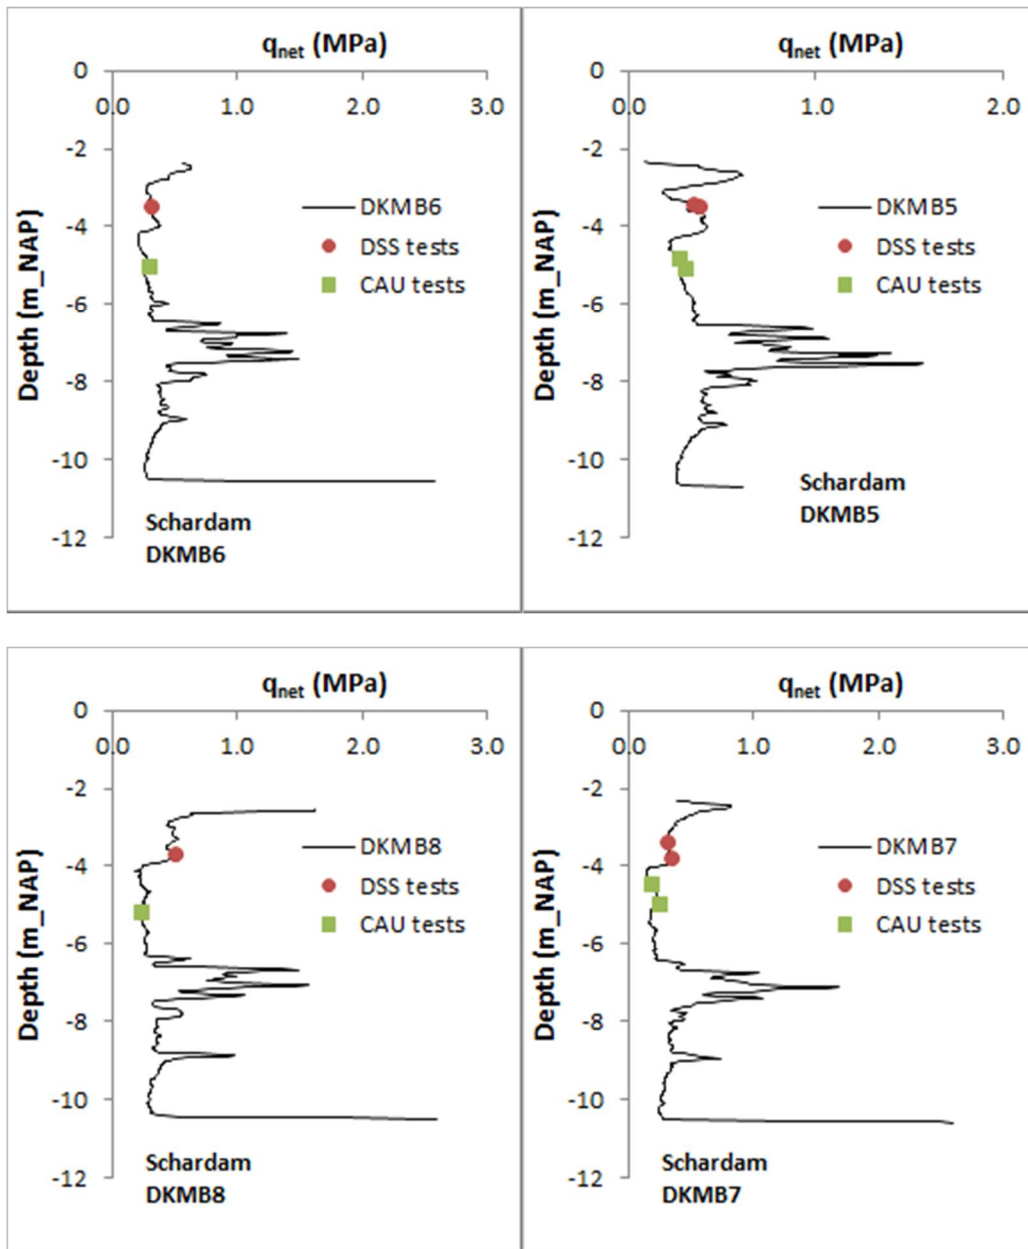 q_net (MPa)
0
0.0 1.0 2.0 3.0
-2
-4
-6
-8
-10
-12
Depth (m_NAP)
DKMB6
DSS tests
CAU tests
Schardam
DKMB6
q_net (MPa)
0
0.0 1.0 2.0
-2
-4
-6
-8
-10
-12
Depth (m_NAP)
DKMB5
DSS tests
CAU tests
Schardam
DKMB5
q_net (MPa)
0
0.0 1.0 2.0 3.0
-2
-4
-6
-8
-10
-12
Depth (m_NAP)
DKMB8
DSS tests
CAU tests
Schardam
DKMB8
q_net (MPa)
0
0.0 1.0 2.0 3.0
-2
-4
-6
-8
-10
-12
Depth (m_NAP)
DKMB7
DSS tests
CAU tests
Schardam
DKMB7